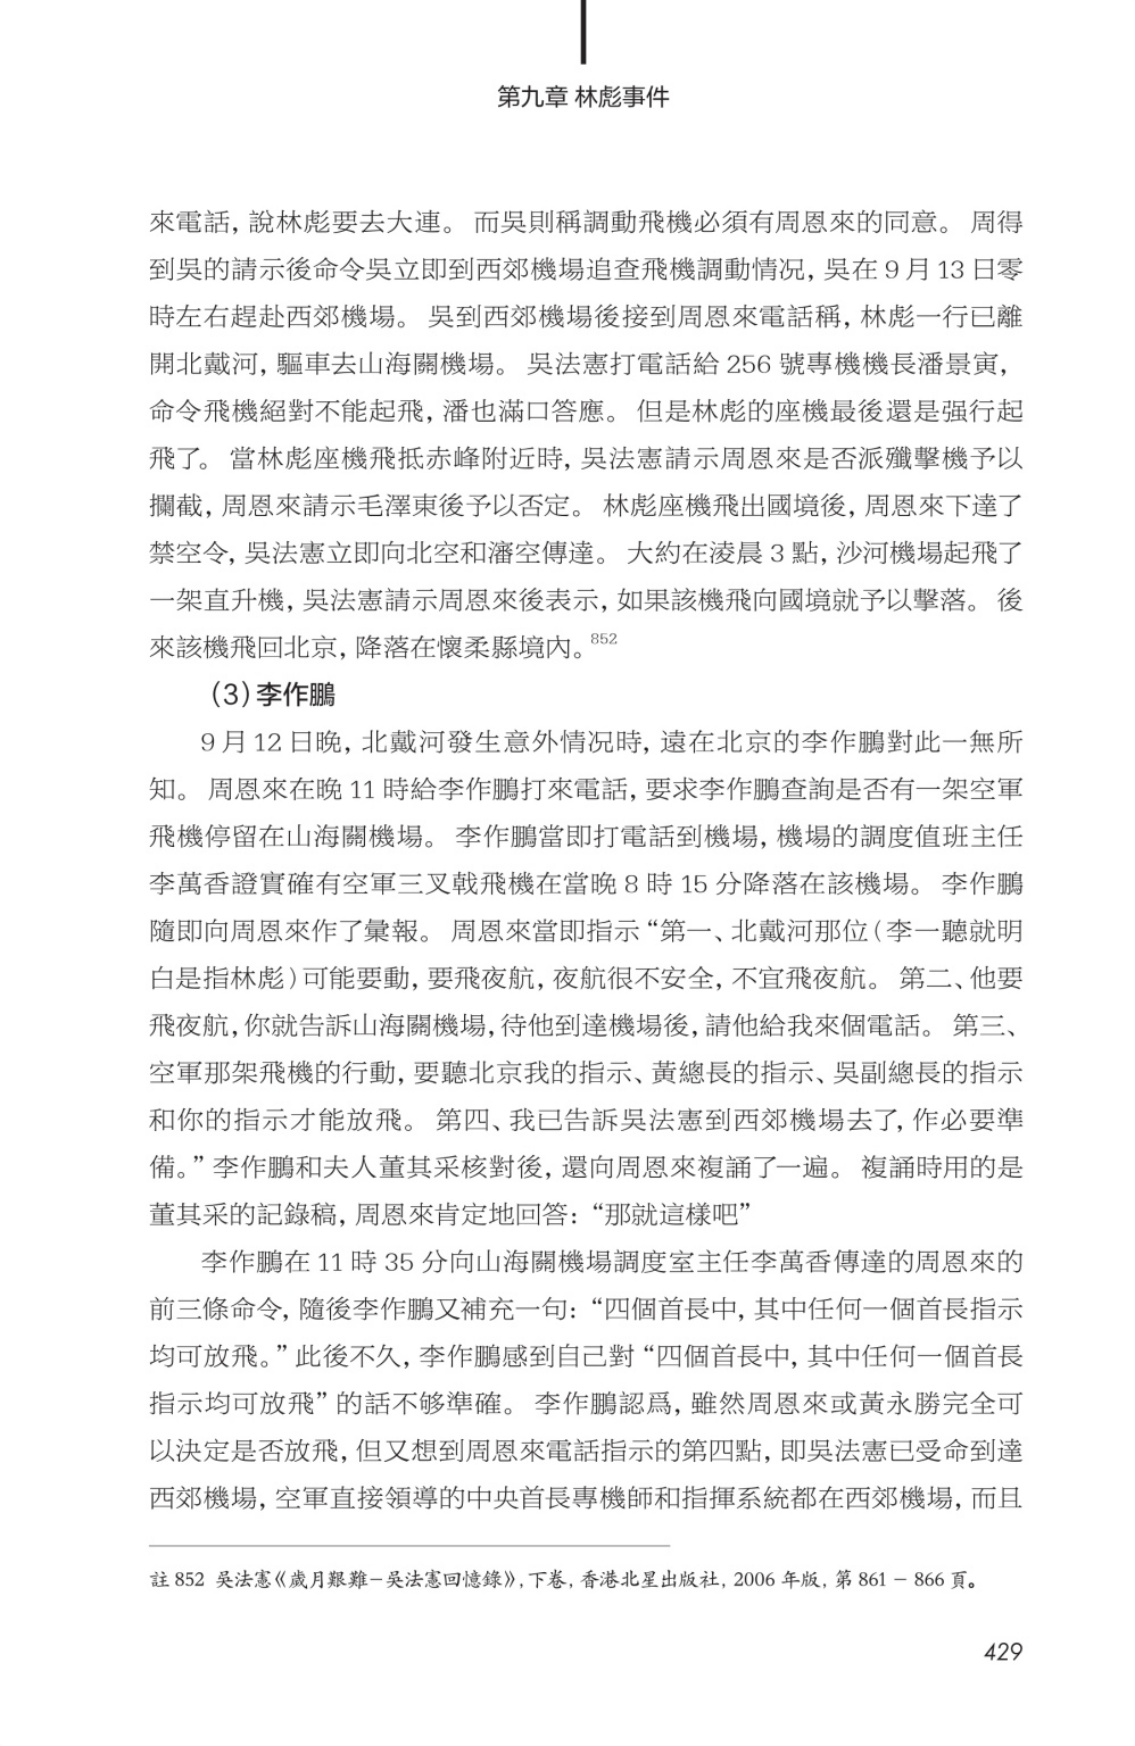 第九章 林彪事件
來電話，說林彪要去大連。 而吳則稱調動飛機必須有周恩來的同意。 周得
到吳的請示後命令吳立即到西郊機場追查飛機調動情況，吳在 9 月 13 日零
時左右趕赴西郊機場。 吳到西郊機場後接到周恩來電話稱，林彪一行已離
開北戴河，驅車去山海關機場。 吳法憲打電話給 256 號專機機長潘景寅，
命令飛機絕對不能起飛，潘也滿口答應。 但是林彪的座機最後還是强行起
飛了。 當林彪座機飛抵赤峰附近時，吳法憲請示周恩來是否派殲擊機予以
攔截，周恩來請示毛澤東後予以否定。 林彪座機飛出國境後，周恩來下達了
禁空令，吳法憲立即向北空和瀋空傳達。 大約在淩晨 3 點，沙河機場起飛了
一架直升機，吳法憲請示周恩來後表示，如果該機飛向國境就予以擊落。 後
來該機飛回北京，降落在懷柔縣境內。852
（3）李作鵬
9 月 12 日晚，北戴河發生意外情況時，遠在北京的李作鵬對此一無所
知。 周恩來在晚 11 時給李作鵬打來電話，要求李作鵬查詢是否有一架空軍
飛機停留在山海關機場。 李作鵬當即打電話到機場，機場的調度值班主任
李萬香證實確有空軍三叉戟飛機在當晚 8 時 15 分降落在該機場。 李作鵬
隨即向周恩來作了彙報。 周恩來當即指示“第一、北戴河那位（李一聽就明
白是指林彪）可能要動，要飛夜航，夜航很不安全，不宜飛夜航。 第二、他要
飛夜航，你就告訴山海關機場，待他到達機場後，請他給我來個電話。 第三、
空軍那架飛機的行動，要聽北京我的指示、黃總長的指示、吳副總長的指示
和你的指示才能放飛。 第四、我已告訴吳法憲到西郊機場去了，作必要準
備。”李作鵬和夫人董其采核對後，還向周恩來複誦了一遍。 複誦時用的是
董其采的記錄稿，周恩來肯定地回答：“那就這樣吧”
李作鵬在 11 時 35 分向山海關機場調度室主任李萬香傳達的周恩來的
前三條命令，隨後李作鵬又補充一句：“四個首長中，其中任何一個首長指示
均可放飛。”此後不久，李作鵬感到自己對“四個首長中，其中任何一個首長
指示均可放飛”的話不够準確。 李作鵬認爲，雖然周恩來或黃永勝完全可
以決定是否放飛，但又想到周恩來電話指示的第四點，即吳法憲已受命到達
西郊機場，空軍直接領導的中央首長專機師和指揮系統都在西郊機場，而且
註 852 吳法憲《歲月艱難－吳法憲回憶錄》，下卷，香港北星出版社，2006 年版，第 861 － 866 頁。
429